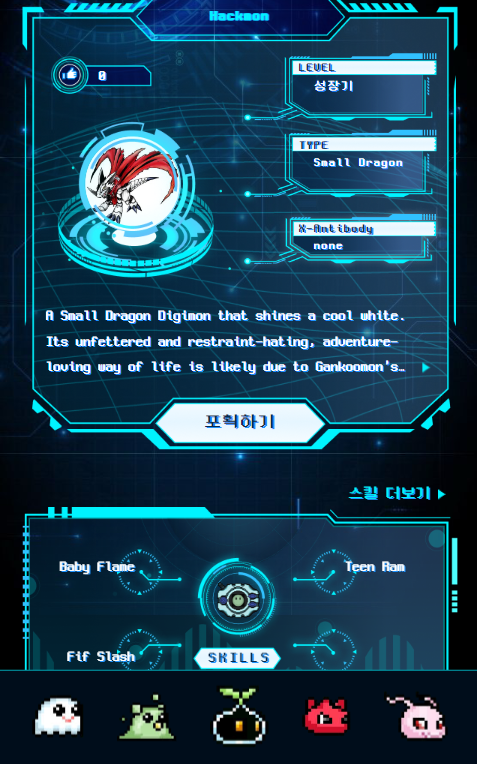 Hackmon
0
LEVEL
성장기
TYPE
Small Dragon
X-Antibody
none
A Small Dragon Digimon that shines a cool white.
Its unfettered and restraint-hating, adventure-
loving way of life is likely due to Gankoomon's…
포획하기
스킬 더보기
Baby Flame
Teen Ram
Fif Slash
SKILLS